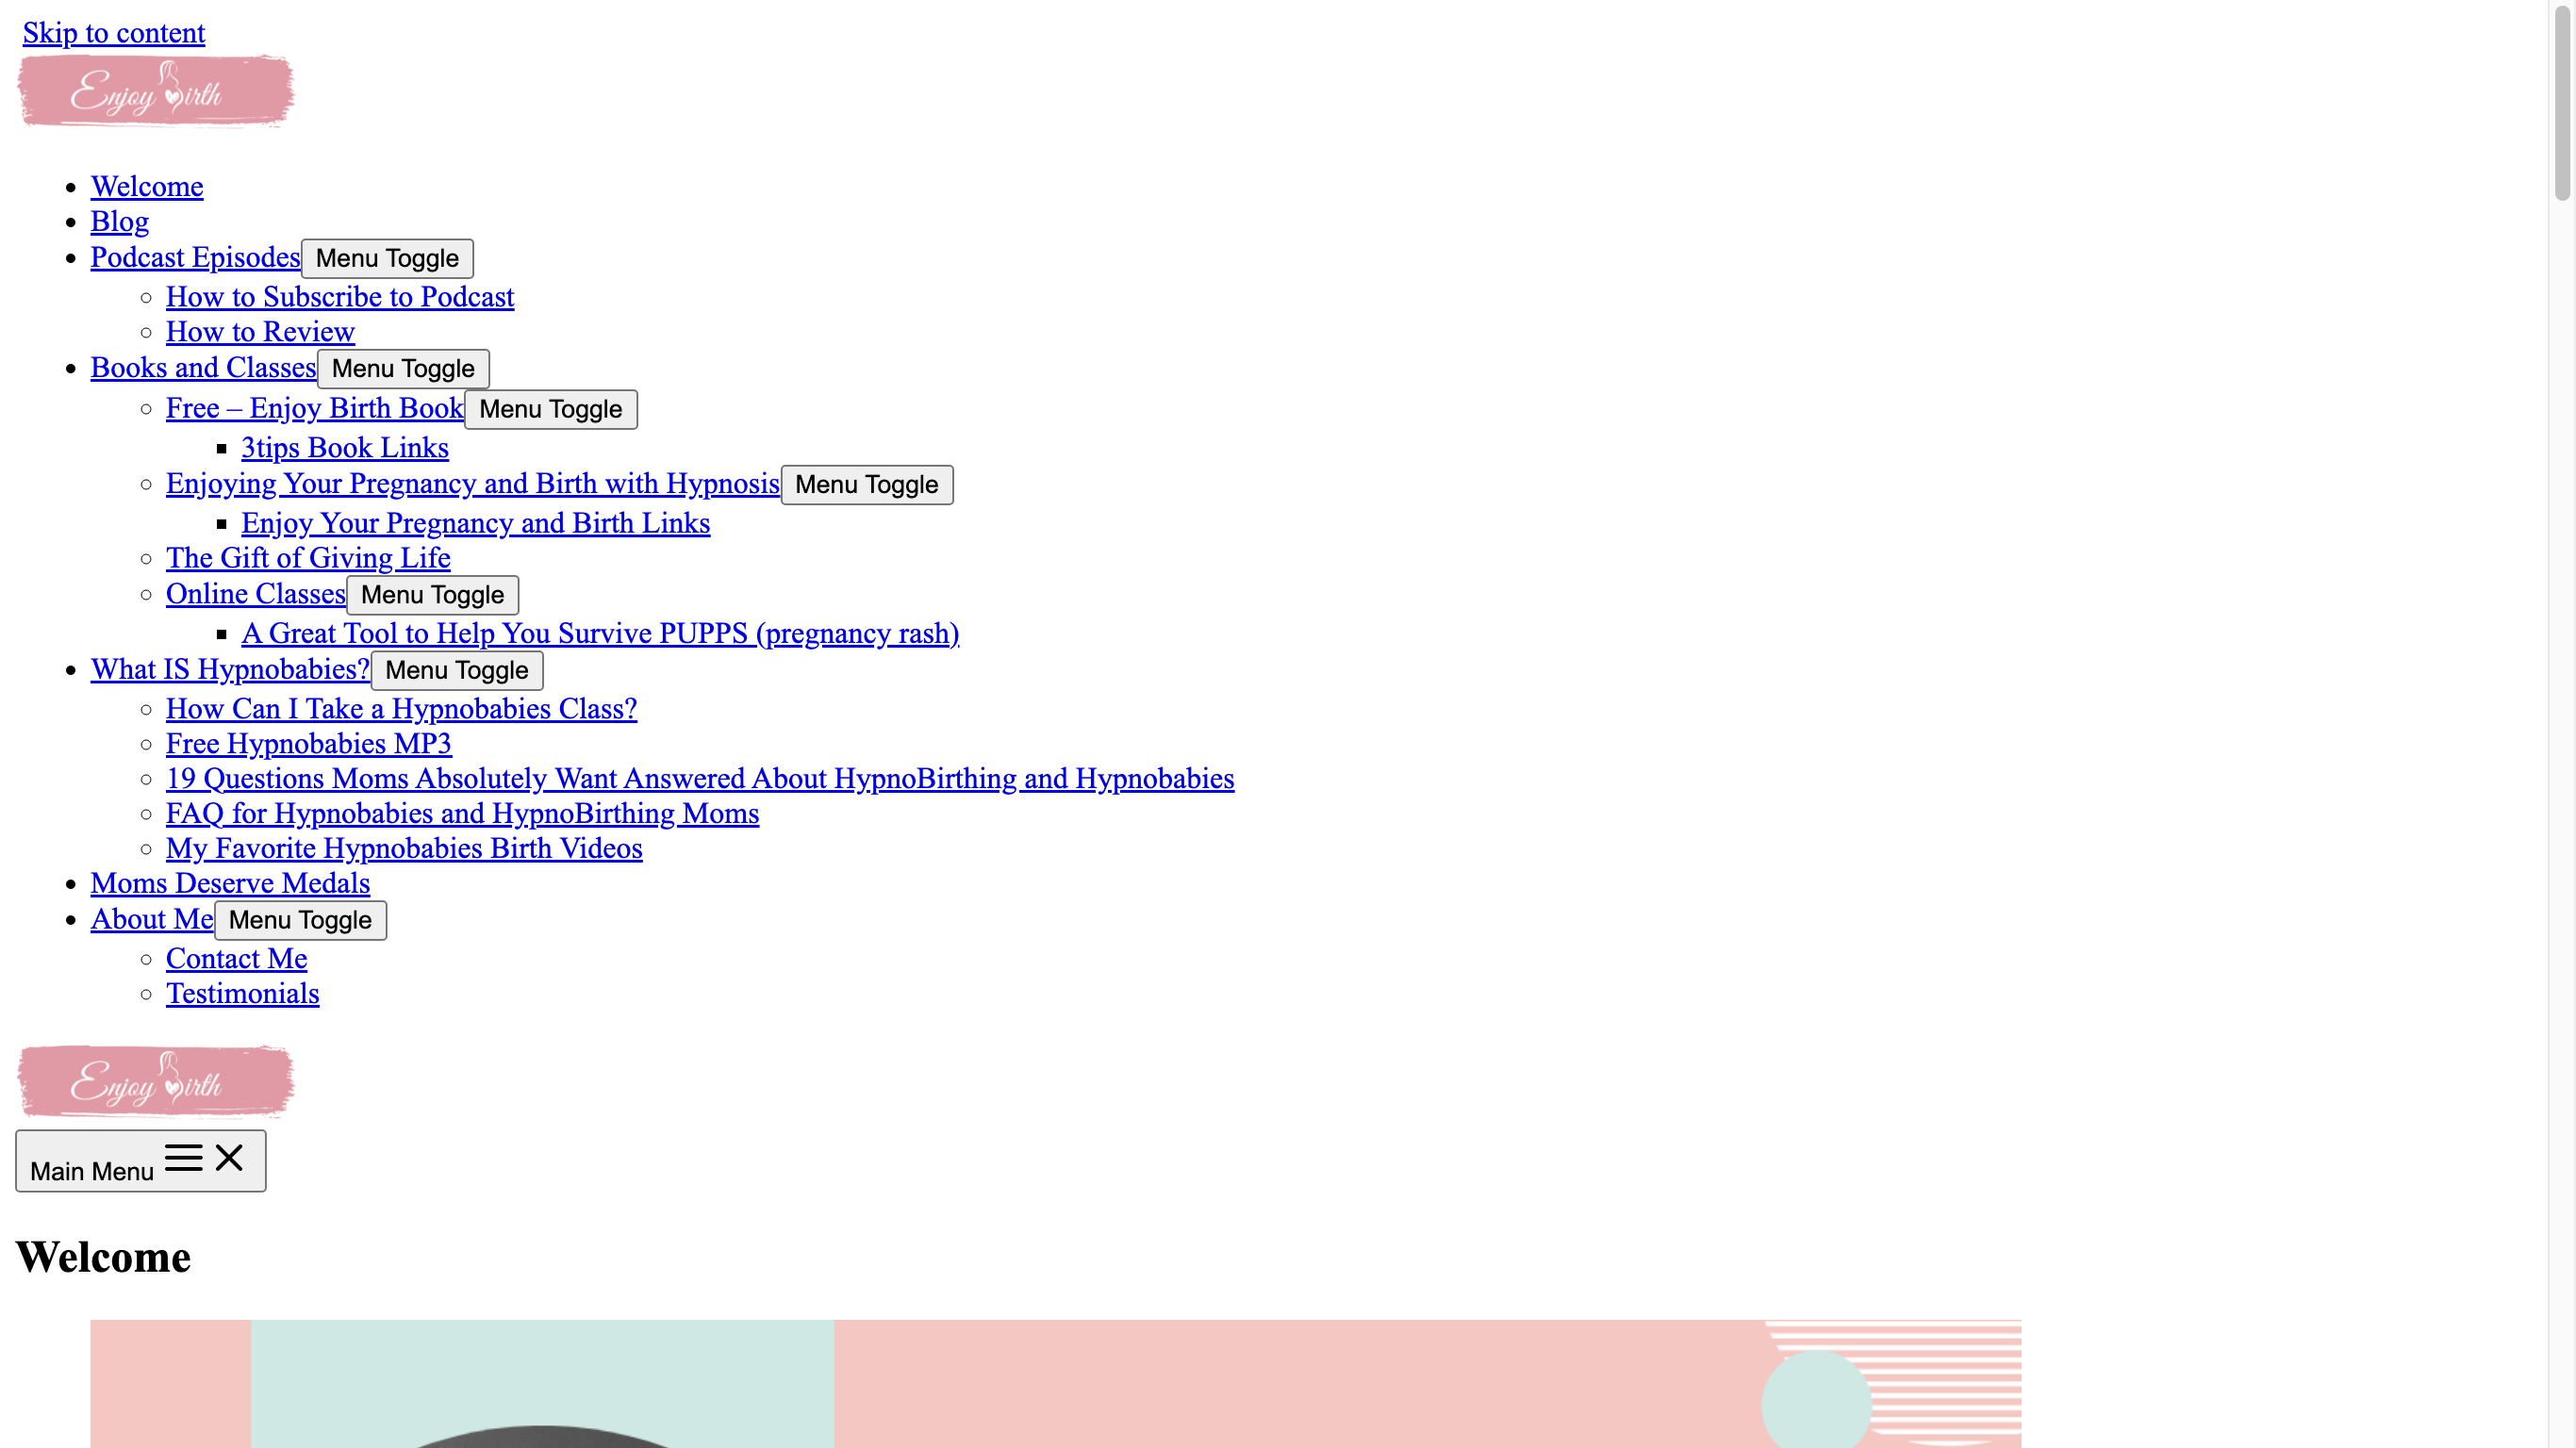 Skip to content
Enjoy Birth
Welcome
Blog
Podcast Episodes Menu Toggle
How to Subscribe to Podcast
How to Review
Books and Classes Menu Toggle
Free – Enjoy Birth Book Menu Toggle
3tips Book Links
Enjoying Your Pregnancy and Birth with Hypnosis Menu Toggle
Enjoy Your Pregnancy and Birth Links
The Gift of Giving Life
Online Classes Menu Toggle
A Great Tool to Help You Survive PUPPS (pregnancy rash)
What IS Hypnobabies? Menu Toggle
How Can I Take a Hypnobabies Class?
Free Hypnobabies MP3
19 Questions Moms Absolutely Want Answered About HypnoBirthing and Hypnobabies
FAQ for Hypnobabies and HypnoBirthing Moms
My Favorite Hypnobabies Birth Videos
Moms Deserve Medals
About Me Menu Toggle
Contact Me
Testimonials
Enjoy Birth
Main Menu
Welcome